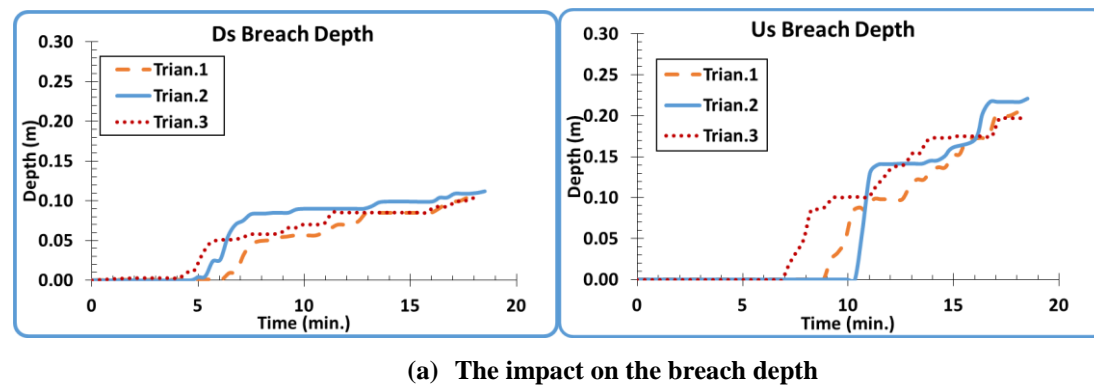 Ds Breach Depth
0.30
0.25
0.20
0.15
0.10
0.05
0.00
Depth (m)
Trian.1
Trian.2
Trian.3
0 5 10 15 20
Time (min.)
Us Breach Depth
0.30
0.25
0.20
0.15
0.10
0.05
0.00
Depth (m)
Trian.1
Trian.2
Trian.3
0 5 10 15 20
Time (min.)
(a) The impact on the breach depth